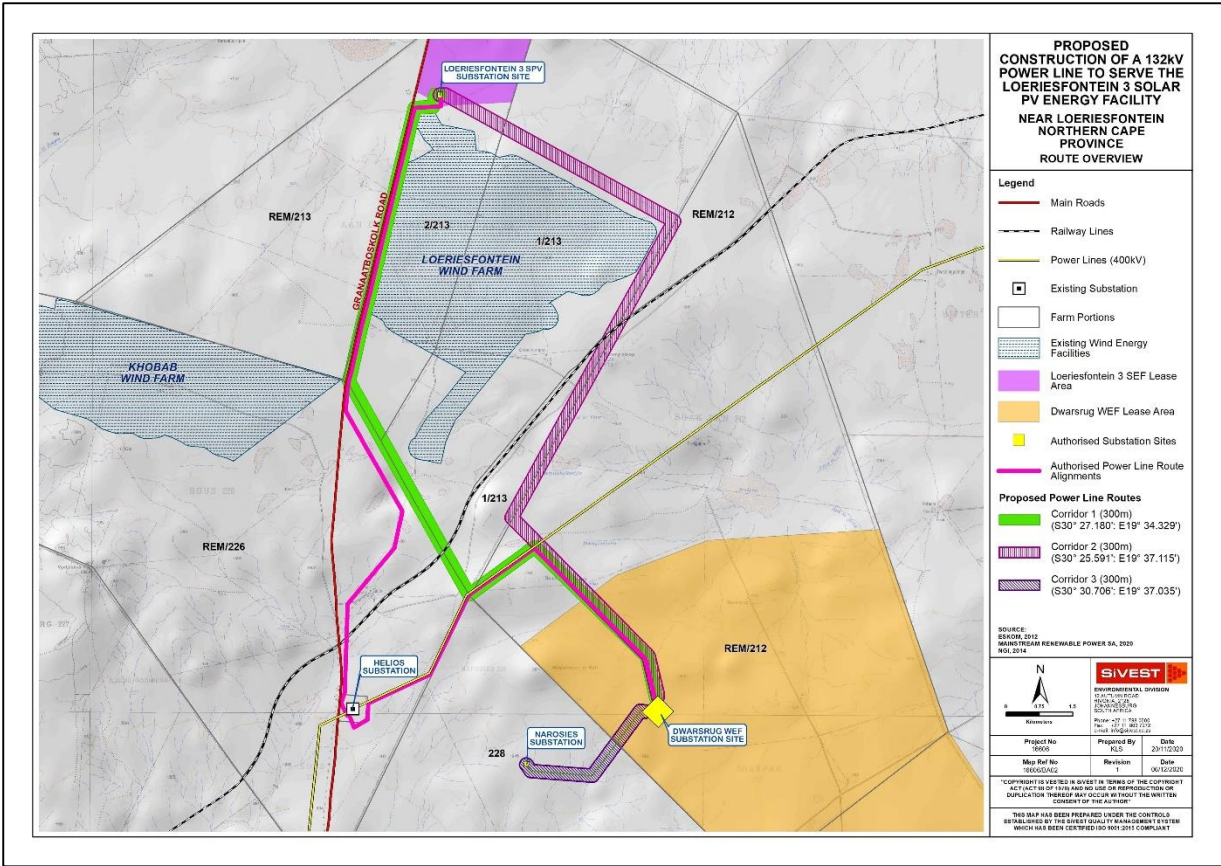 PROPOSED
CONSTRUCTION OF A 132kV
POWER LINE TO SERVE THE
LOERIESFONTEIN 3 SOLAR
PV ENERGY FACILITY
NEAR LOERIESFONTEIN
NORTHERN CAPE
PROVINCE
ROUTE OVERVIEW
Legend
Main Roads
Railway Lines
Power Lines (400kV)
Existing Substation
Farm Portions
Existing Wind Energy
Facilities
Loeriesfontein 3 SEF Lease
Area
Dwarsrug WEF Lease Area
Authorised Substation Sites
Authorised Power Line Route
Alignments
Proposed Power Line Routes
Corridor 1 (300m)
(S30° 27.180': E19° 34.329')
Corridor 2 (300m)
(S30° 25.591': E19° 37.115')
Corridor 3 (300m)
(S30° 30.706': E19° 37.035')
SOURCE:
ESKOM, 2012
MAINSTREAM RENEWABLE POWER SA, 2020
NGI, 2014
N
0 0.75 1.5
Kilometers
SiVEST
ENVIRONMENTAL DIVISION
JOHANNESBURG
SOUTH AFRICA
Project No
16606
Prepared By
KLS
Date
20/11/2020
Map Ref No
Revision
1
Date
06/12/2020
"COPYRIGHT IS VESTED IN SiVEST IN TERMS OF THE COPYRIGHT
ACT (ACT 98 OF 1978) AND NO USE OR REPRODUCTION OR
DUPLICATION THEREOF MAY OCCUR WITHOUT THE WRITTEN
CONSENT OF THE AUTHOR"
THIS MAP HAS BEEN PREPARED UNDER THE CONTROLS
ESTABLISHED BY THE SiVEST QUALITY MANAGEMENT SYSTEM
WHICH HAS BEEN CERTIFIED ISO 9001:2015 COMPLIANT
LOERIESFONTEIN 3 SPV
SUBSTATION SITE
REM/213
REM/212
2/213
1/213
GRANAATBOSKOLK ROAD
LOERIESFONTEIN
WIND FARM
KHOBAB
WIND FARM
1/213
REM/226
REM/212
HELIOS
SUBSTATION
NAROSIES
SUBSTATION
228
DWARSRUG WEF
SUBSTATION SITE